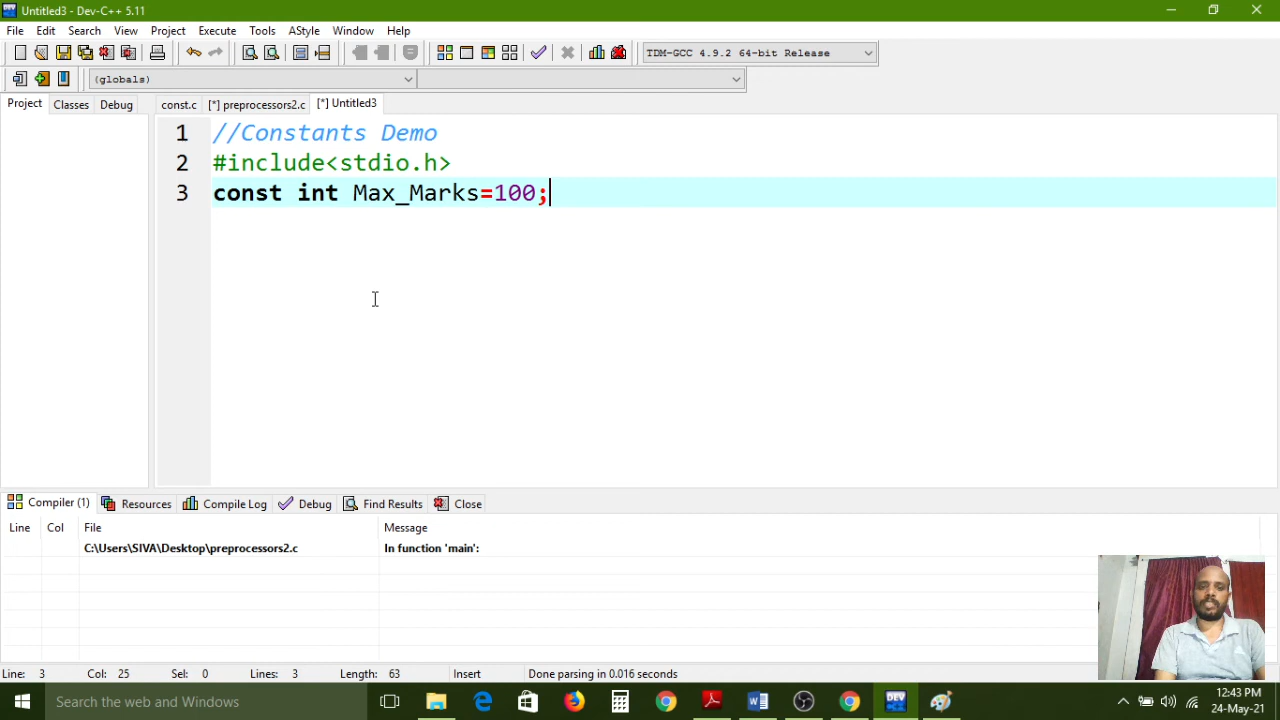 Untitled3 - Dev-C++ 5.11
File Edit Search View Project Execute Tools AStyle Window Help
TDM-GCC 4.9.2 64-bit Release
(globals)
Project Classes Debug const.c [*] preprocessors2.c [*] Untitled3
1 //Constants Demo
2 #include<stdio.h>
3 const int Max_Marks=100;
Compiler (1) Resources Compile Log Debug Find Results Close
Line Col File Message
C:\Users\SIVA\Desktop\preprocessors2.c In function 'main':
Line: 3 Col: 25 Sel: 0 Lines: 3 Length: 63 Insert Done parsing in 0.016 seconds
Search the web and Windows
12:43 PM
24-May-21